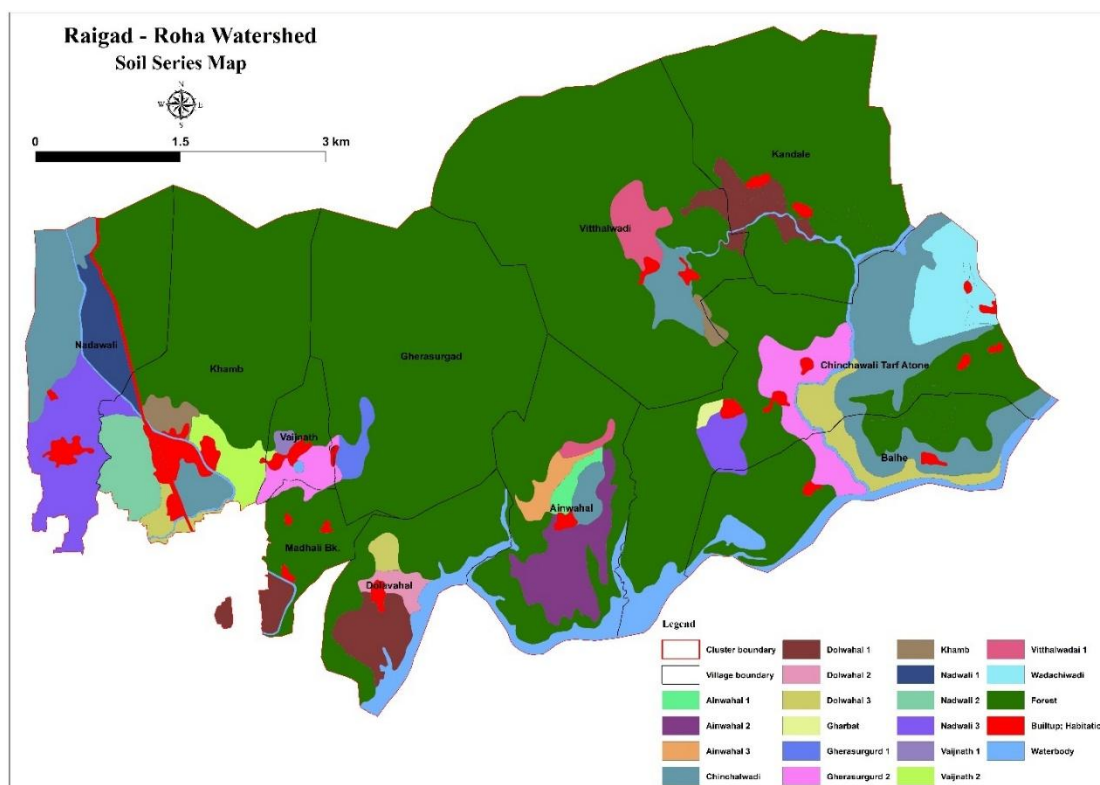 Raigad - Roha Watershed
Soil Series Map
N
W E
S
0 1.5 3 km
Kandale
Vitthalwadi
Nadawali
Khamb
Gherasurgad
Chinchawali Tarf Atone
Vaijnath
Balhe
Ainwahal
Madhali Bk.
Dolavahal
Legend
Cluster boundary
Village boundary
Ainwahal 1
Ainwahal 2
Ainwahal 3
Chinchalwadi
Dolwahal 1
Dolwahal 2
Dolwahal 3
Gharbat
Gherasurgurd 1
Gherasurgurd 2
Khamb
Nadwali 1
Nadwali 2
Nadwali 3
Vaijnath 1
Vaijnath 2
Vitthalwadai 1
Wadachiwadi
Forest
Builtup; Habitatic
Waterbody